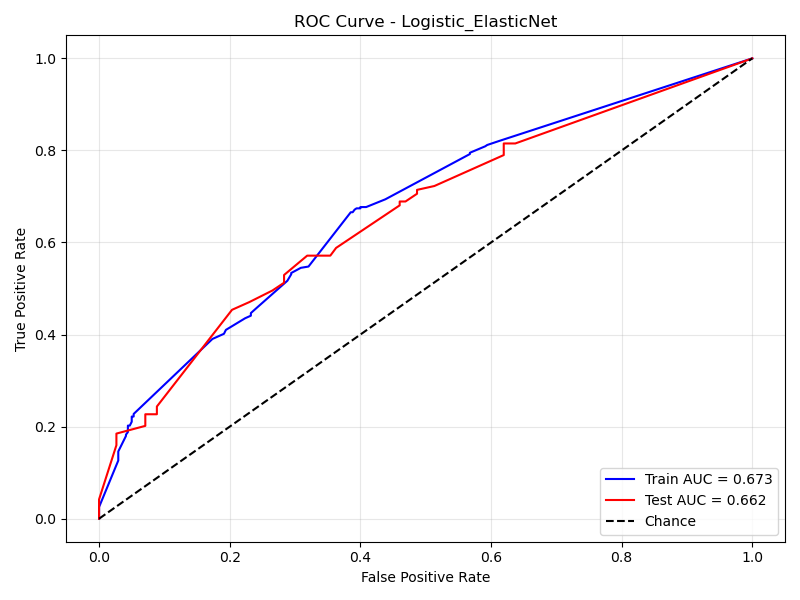 ROC Curve - Logistic_ElasticNet
True Positive Rate
1.0
0.8
0.6
0.4
0.2
0.0
Train AUC = 0.673
Test AUC = 0.662
Chance
0.0 0.2 0.4 0.6 0.8 1.0
False Positive Rate